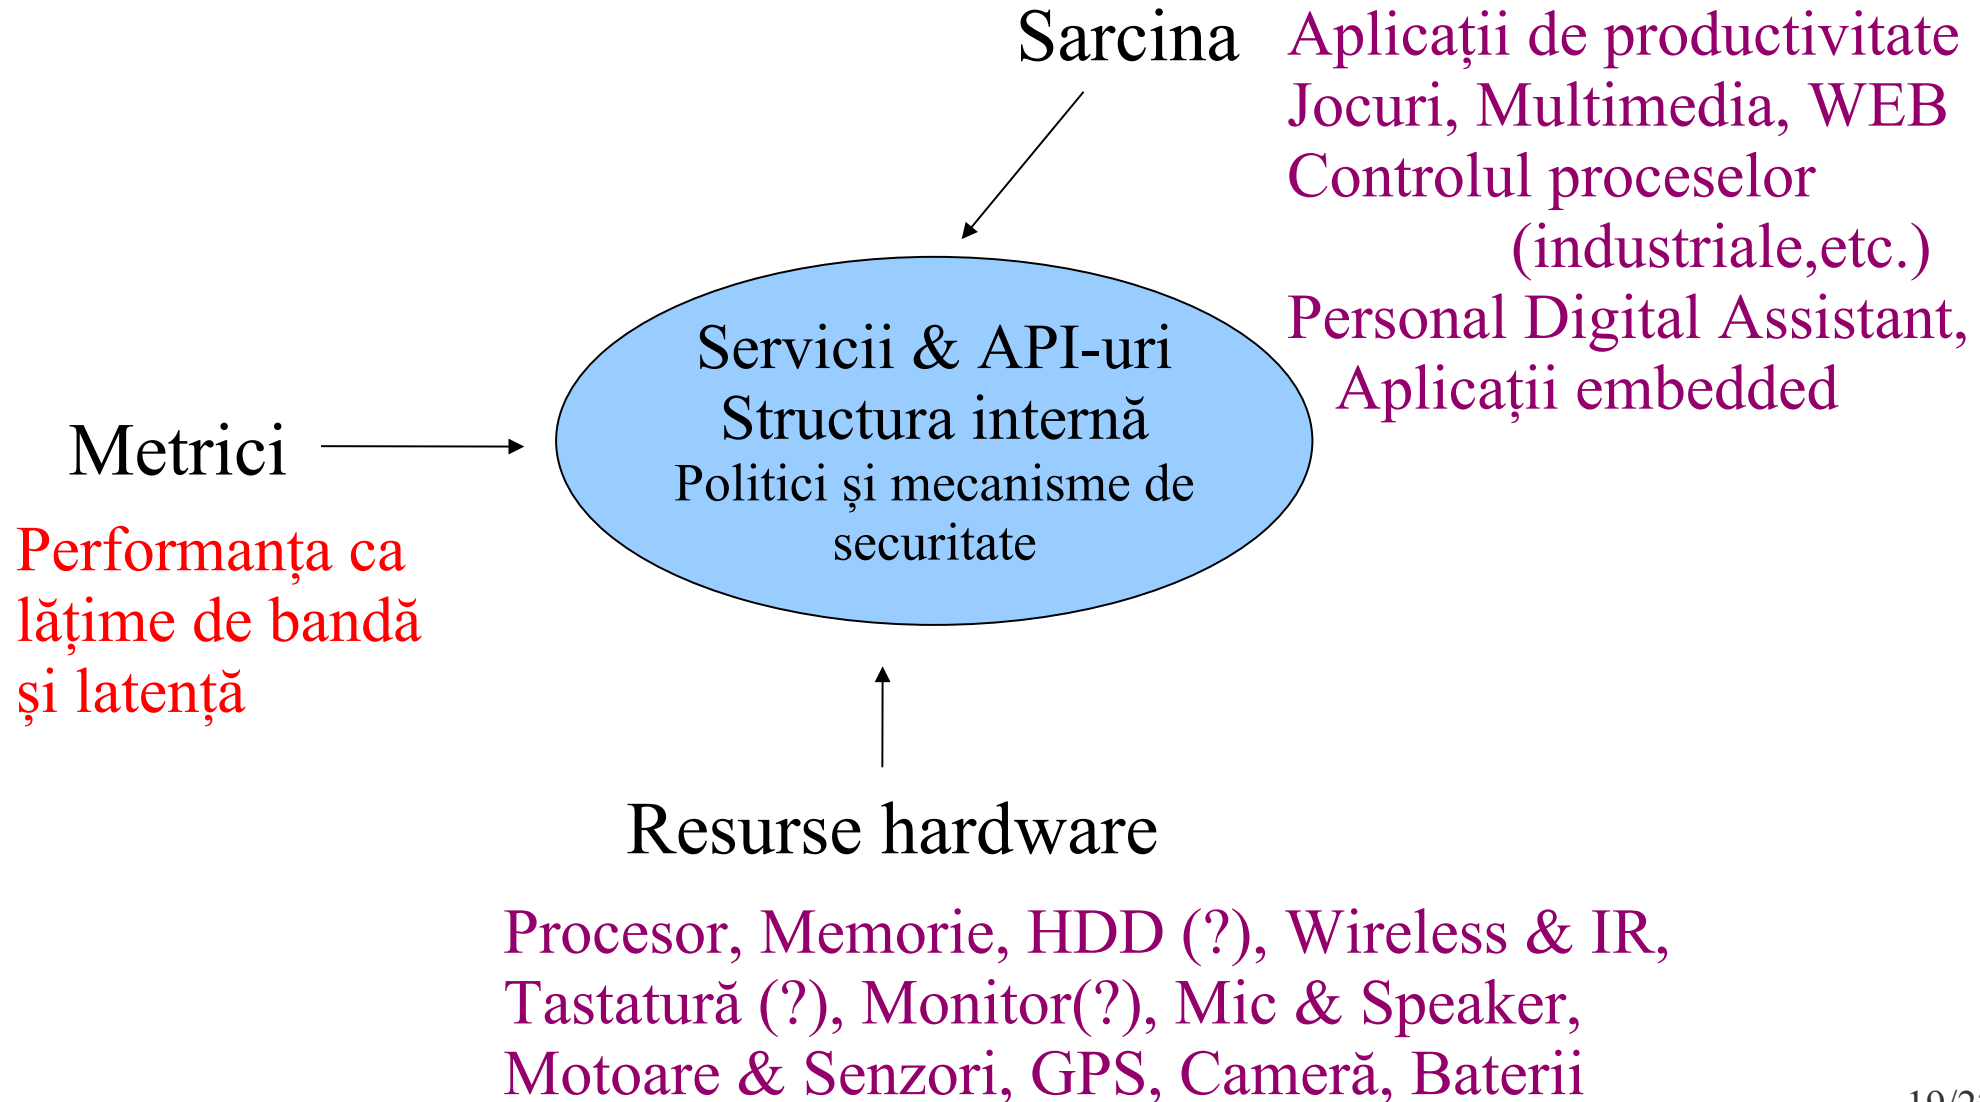 Sarcina
Aplicații de productivitate
Jocuri, Multimedia, WEB
Controlul proceselor
(industriale,etc.)
Personal Digital Assistant,
Aplicații embedded
Servicii & API-uri
Structura internă
Politici și mecanisme de
securitate
Metrici
Performanța ca
lățime de bandă
și latență
Resurse hardware
Procesor, Memorie, HDD (?), Wireless & IR,
Tastatură (?), Monitor(?), Mic & Speaker,
Motoare & Senzori, GPS, Cameră, Baterii